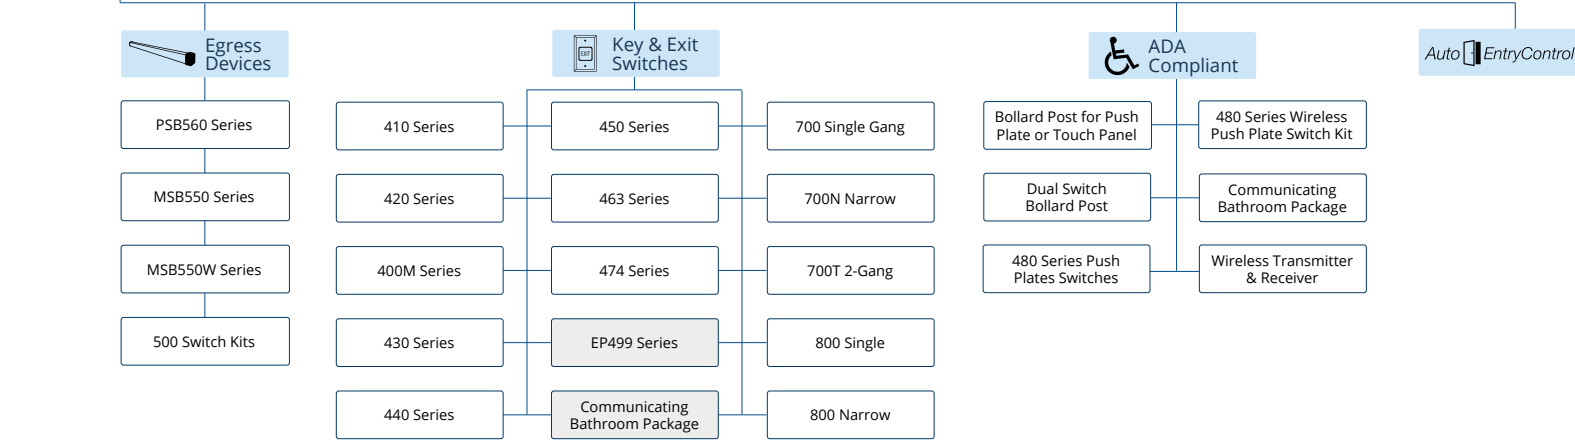 Egress
Devices
PSB560 Series
MSB550 Series
MSB550W Series
500 Switch Kits
EXIT
Key & Exit
Switches
410 Series
450 Series
700 Single Gang
420 Series
463 Series
700N Narrow
400M Series
474 Series
700T 2-Gang
430 Series
EP499 Series
800 Single
440 Series
Communicating
Bathroom Package
800 Narrow
ADA
Compliant
Bollard Post for Push
Plate or Touch Panel
480 Series Wireless
Push Plate Switch Kit
Dual Switch
Bollard Post
Communicating
Bathroom Package
480 Series Push
Plates Switches
Wireless Transmitter
& Receiver
Auto EntryControl